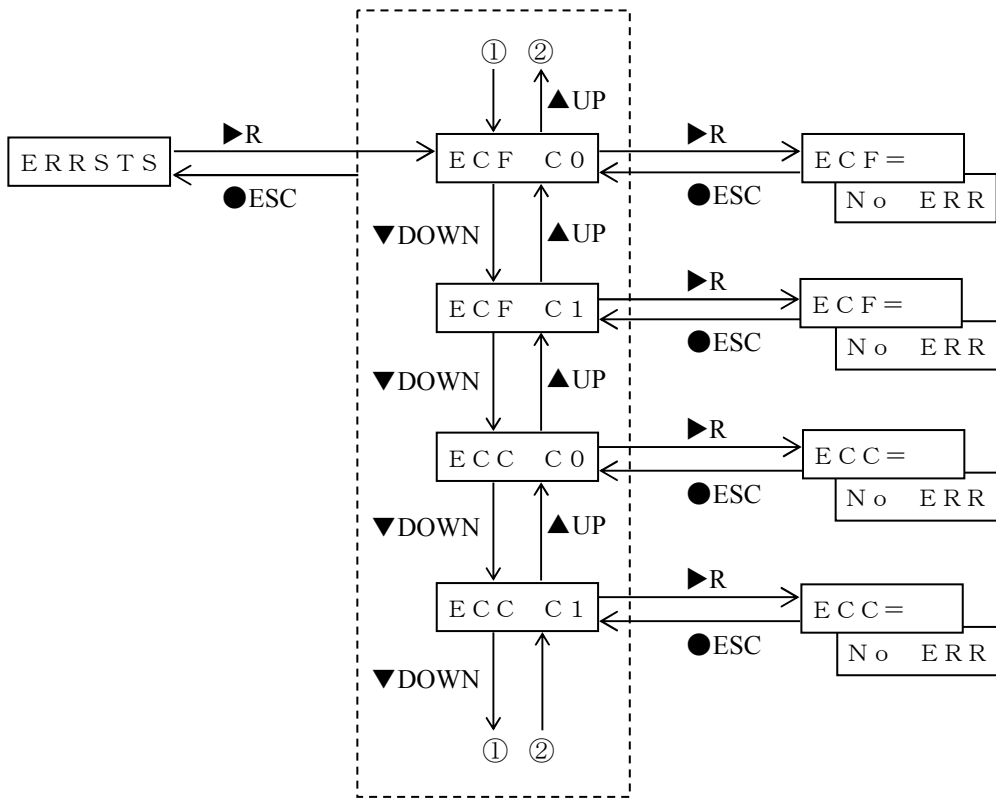 ① ②
▲UP
▶R
▶R
ERRSTS
ECF C0
ECF=
●ESC
●ESC
No ERR
▼DOWN
▲UP
▶R
ECF C1
ECF=
●ESC
No ERR
▼DOWN
▲UP
▶R
ECC C0
ECC=
●ESC
No ERR
▼DOWN
▲UP
▶R
ECC C1
ECC=
●ESC
No ERR
▼DOWN
① ②